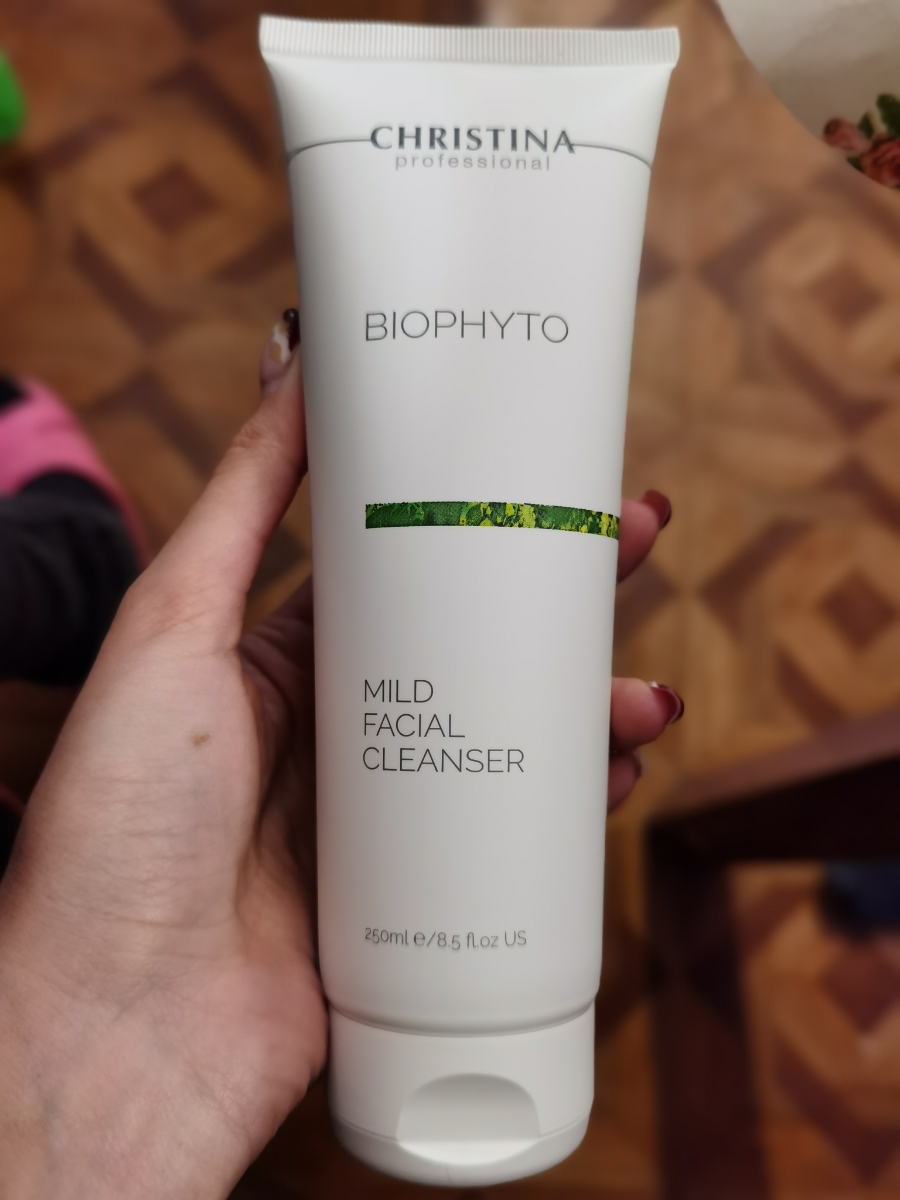 CHRISTINA
professional
BIOPHYTO
MILD
FACIAL
CLEANSER
250ml e/8.5 fl.oz US